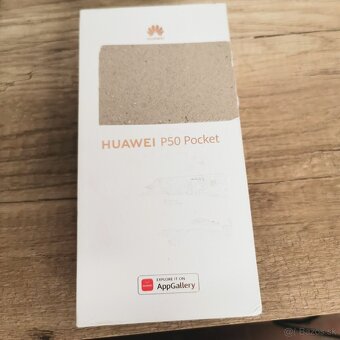 HUAWEI P50 Pocket
EXPLORE IT ON
AppGallery